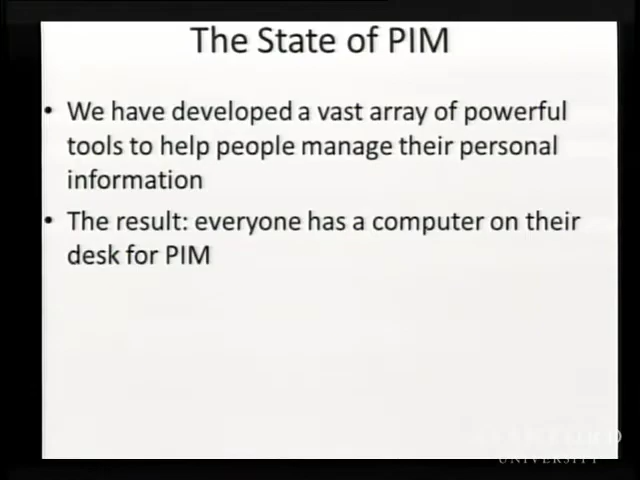 The State of PIM
• We have developed a vast array of powerful
tools to help people manage their personal
information
• The result: everyone has a computer on their
desk for PIM
STANFORD
UNIVERSITY